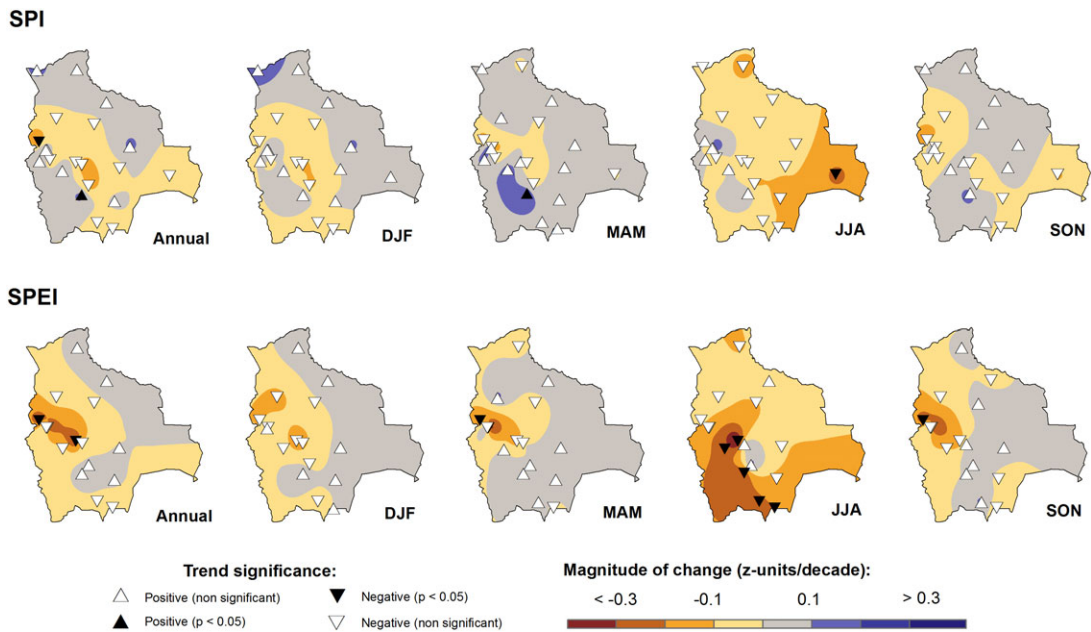 SPI
Annual
DJF
MAM
JJA
SON
SPEI
Annual
DJF
MAM
JJA
SON
Trend significance:
Positive (non significant)
Negative (p < 0.05)
Positive (p < 0.05)
Negative (non significant)
Magnitude of change (z-units/decade):
< -0.3
-0.1
0.1
> 0.3